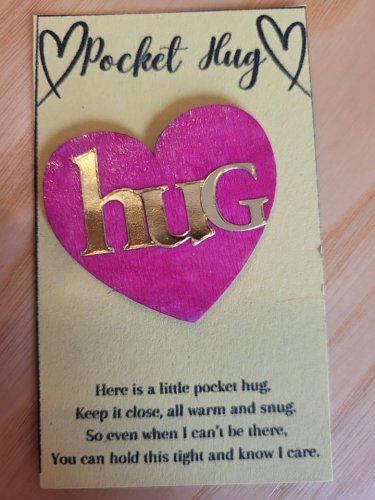 Pocket Hug
huG
Here is a little pocket hug,
Keep it close, all warm and snug.
So even when I can't be there,
You can hold this tight and know I care.